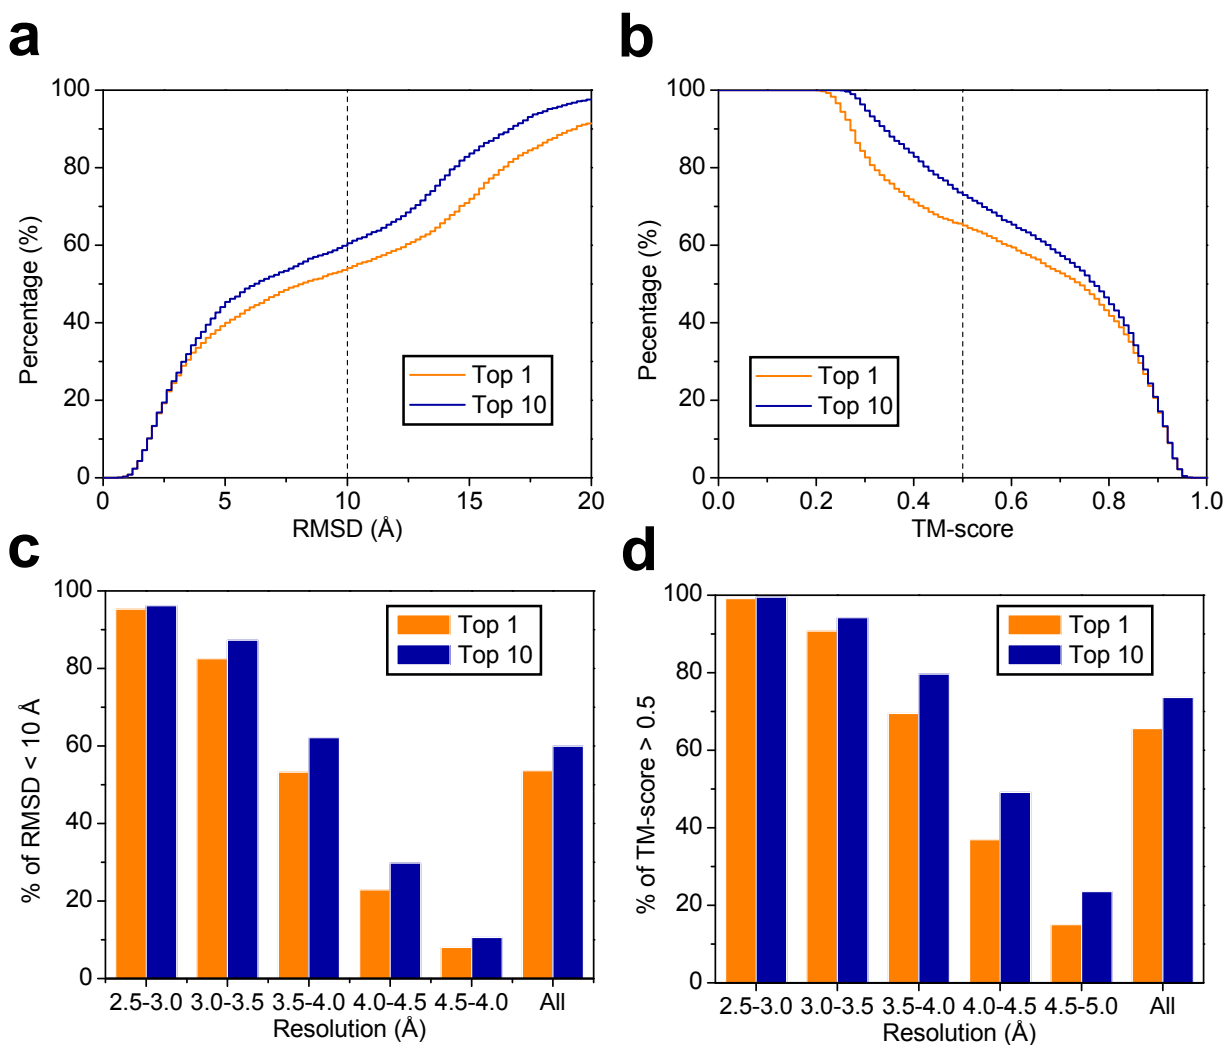 a
100
80
60
40
20
0
Percentage (%)
0 5 10 15 20
RMSD (Å)
Top 1
Top 10
b
100
80
60
40
20
0
Pecentage (%)
0.0 0.2 0.4 0.6 0.8 1.0
TM-score
Top 1
Top 10
c
100
80
60
40
20
0
% of RMSD < 10 Å
2.5-3.0 3.0-3.5 3.5-4.0 4.0-4.5 4.5-4.0 All
Resolution (Å)
Top 1
Top 10
d
100
80
60
40
20
0
% of TM-score > 0.5
2.5-3.0 3.0-3.5 3.5-4.0 4.0-4.5 4.5-5.0 All
Resolution (Å)
Top 1
Top 10